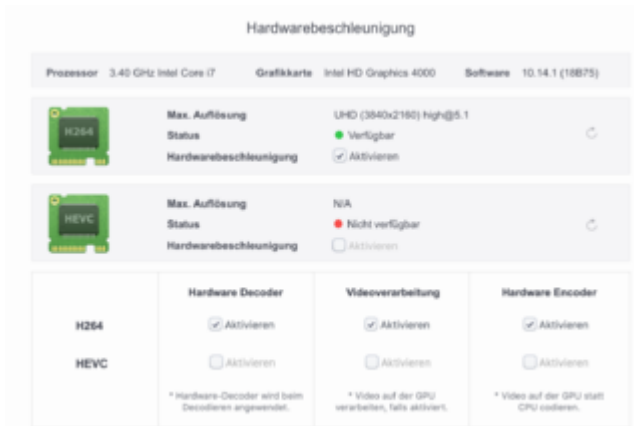 Hardwarebeschleunigung
Prozessor 3.40 GHz Intel Core i7 Grafikkarte Intel HD Graphics 4000 Software 10.14.1 (18B75)
H264
Max. Auflösung UHD (3840x2160) high@5.1
Status Verfügbar
Hardwarebeschleunigung Aktivieren
HEVC
Max. Auflösung N/A
Status Nicht verfügbar
Hardwarebeschleunigung Aktivieren
Hardware Decoder Videoverarbeitung Hardware Encoder
H264 Aktivieren Aktivieren Aktivieren
HEVC Aktivieren Aktivieren Aktivieren
* Hardware-Decoder wird beim Decodieren angewendet.
* Video auf der GPU verarbeiten, falls aktiviert.
* Video auf der GPU statt CPU codieren.